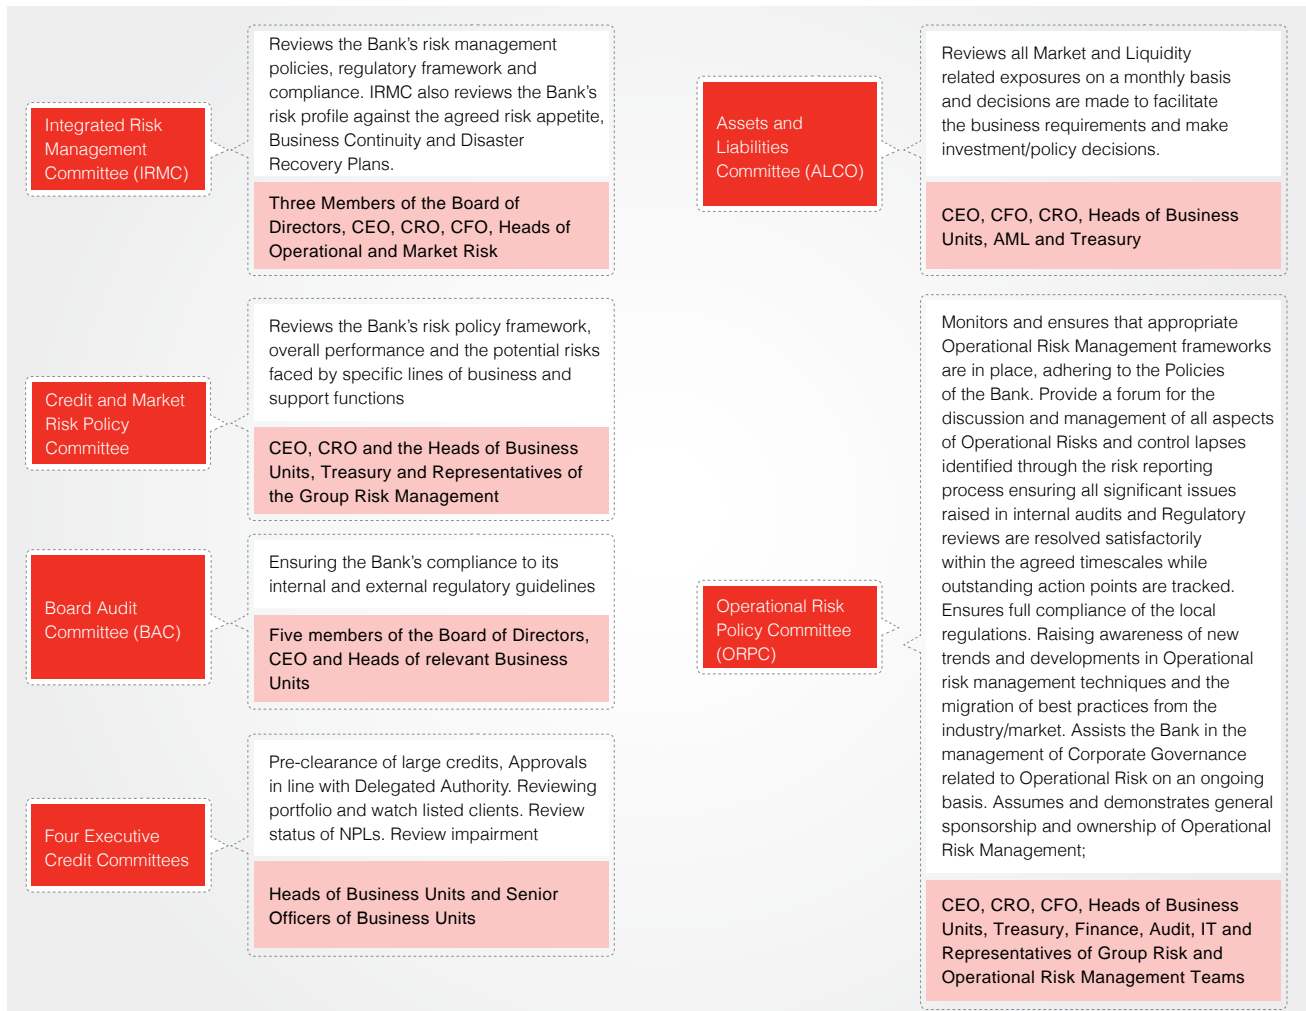 Integrated Risk
Management
Committee (IRMC)
Reviews the Bank's risk management
policies, regulatory framework and
compliance. IRMC also reviews the Bank's
risk profile against the agreed risk appetite,
Business Continuity and Disaster
Recovery Plans.
Three Members of the Board of
Directors, CEO, CRO, CFO, Heads of
Operational and Market Risk
Credit and Market
Risk Policy
Committee
Reviews the Bank's risk policy framework,
overall performance and the potential risks
faced by specific lines of business and
support functions
CEO, CRO and the Heads of Business
Units, Treasury and Representatives of
the Group Risk Management
Board Audit
Committee (BAC)
Ensuring the Bank's compliance to its
internal and external regulatory guidelines
Five members of the Board of Directors,
CEO and Heads of relevant Business
Units
Four Executive
Credit Committees
Pre-clearance of large credits, Approvals
in line with Delegated Authority. Reviewing
portfolio and watch listed clients. Review
status of NPLs. Review impairment
Heads of Business Units and Senior
Officers of Business Units
Assets and
Liabilities
Committee (ALCO)
Reviews all Market and Liquidity
related exposures on a monthly basis
and decisions are made to facilitate
the business requirements and make
investment/policy decisions.
CEO, CFO, CRO, Heads of Business
Units, AML and Treasury
Operational Risk
Policy Committee
(ORPC)
Monitors and ensures that appropriate
Operational Risk Management frameworks
are in place, adhering to the Policies
of the Bank. Provide a forum for the
discussion and management of all aspects
of Operational Risks and control lapses
identified through the risk reporting
process ensuring all significant issues
raised in internal audits and Regulatory
reviews are resolved satisfactorily
within the agreed timescales while
outstanding action points are tracked.
Ensures full compliance of the local
regulations. Raising awareness of new
trends and developments in Operational
risk management techniques and the
migration of best practices from the
industry/market. Assists the Bank in the
management of Corporate Governance
related to Operational Risk on an ongoing
basis. Assumes and demonstrates general
sponsorship and ownership of Operational
Risk Management;
CEO, CRO, CFO, Heads of Business
Units, Treasury, Finance, Audit, IT and
Representatives of Group Risk and
Operational Risk Management Teams